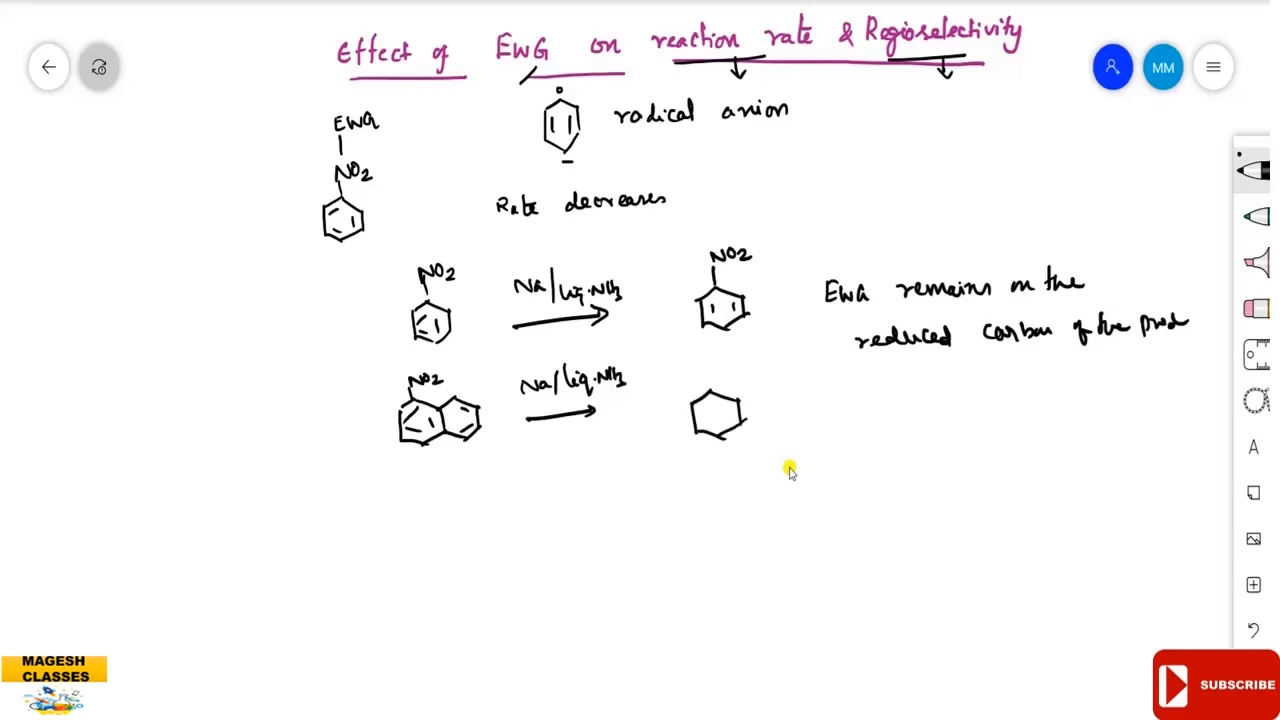 Effect of EWG on reaction rate & Regioselectivity
MM
EWG
radical anion
NO2
Rate decreases
NO2
Na/liq.NH3
NO2
EWG remains on the
reduced carbon of the prod
NO2
Na/liq.NH3
A
MAGESH
CLASSES
SUBSCRIBE